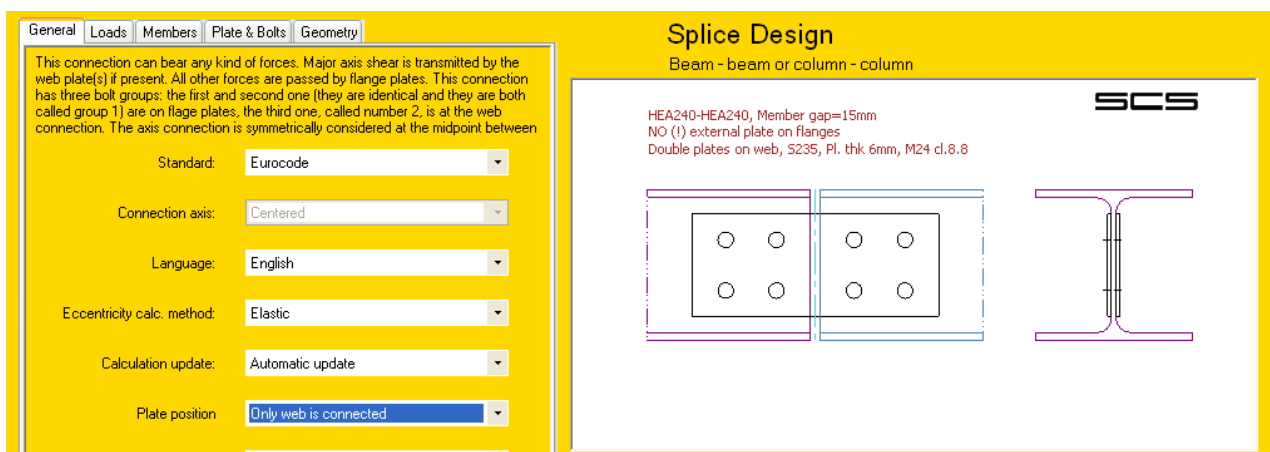 General Loads Members Plate & Bolts Geometry
This connection can bear any kind of forces. Major axis shear is transmitted by the
web plate(s) if present. All other forces are passed by flange plates. This connection
has three bolt groups: the first and second one (they are identical and they are both
called group 1) are on flage plates, the third one, called number 2, is at the web
connection. The axis connection is symmetrically considered at the midpoint between
Standard: Eurocode
Connection axis: Centered
Language: English
Eccentricity calc. method: Elastic
Calculation update: Automatic update
Plate position Only web is connected
Splice Design
Beam - beam or column - column
SCS
HEA240-HEA240, Member gap=15mm
NO (!) external plate on flanges
Double plates on web, S235, Pl. thk 6mm, M24 cl.8.8